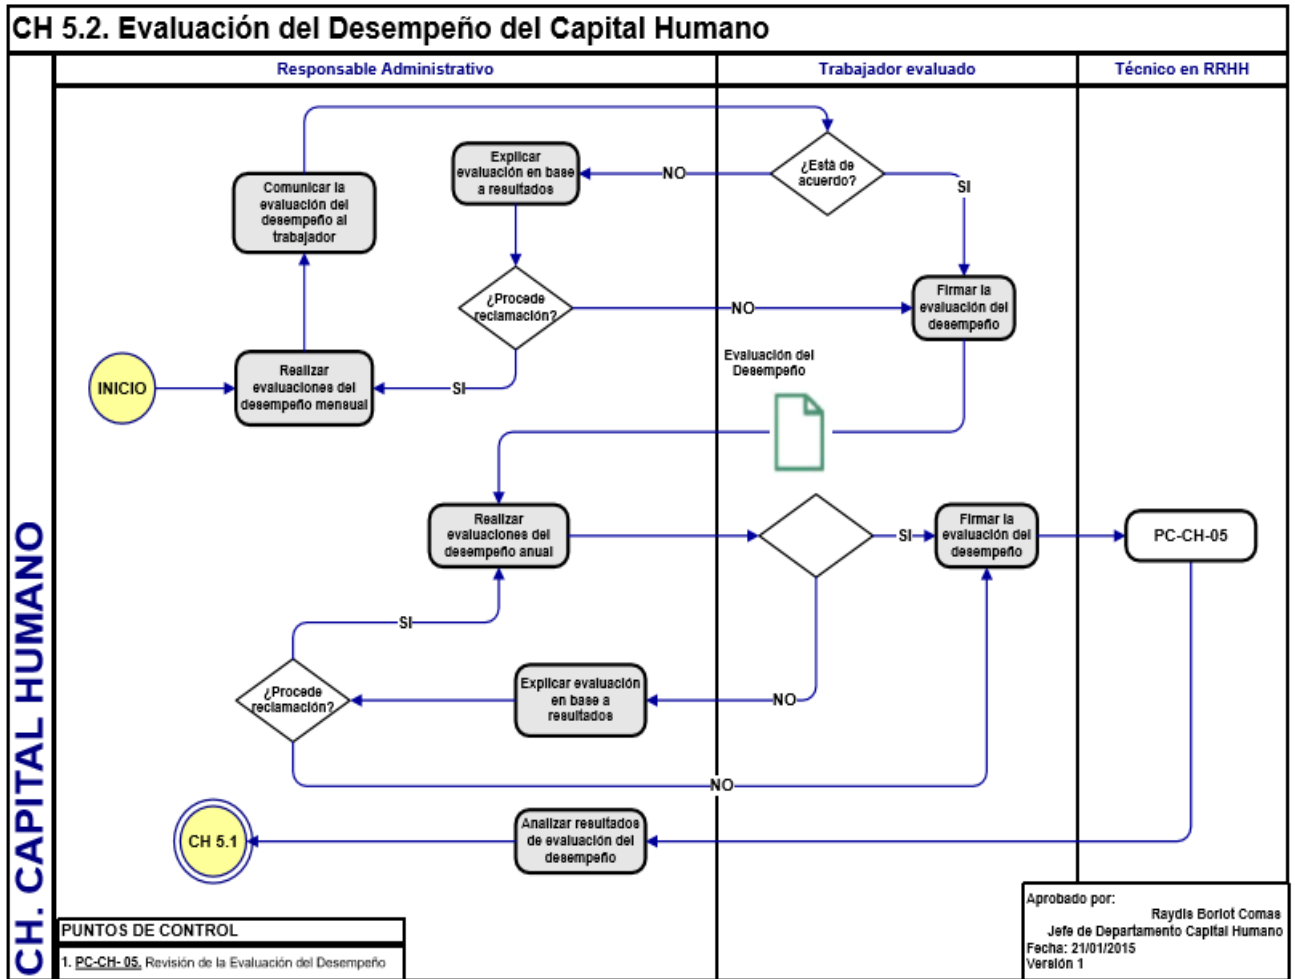 CH 5.2. Evaluación del Desempeño del Capital Humano
CH. CAPITAL HUMANO
Responsable Administrativo
Trabajador evaluado
Técnico en RRHH
Explicar
evaluación en base
a resultados
NO
¿Está de
acuerdo?
SI
Comunicar la
evaluación del
desempeño al
trabajador
¿Procede
reclamación?
NO
Firmar la
evaluación del
desempeño
INICIO
Realizar
evaluaciones del
desempeño mensual
SI
Evaluación del
Desempeño
Realizar
evaluaciones del
desempeño anual
SI
Firmar la
evaluación del
desempeño
PC-CH-05
SI
¿Procede
reclamación?
Explicar evaluación
en base a
resultados
NO
NO
CH 5.1
Analizar resultados
de evaluación del
desempeño
PUNTOS DE CONTROL
1. PC-CH- 05. Revisión de la Evaluación del Desempeño
Aprobado por:
Raydis Borlot Comas
Jefe de Departamento Capital Humano
Fecha: 21/01/2015
Versión 1